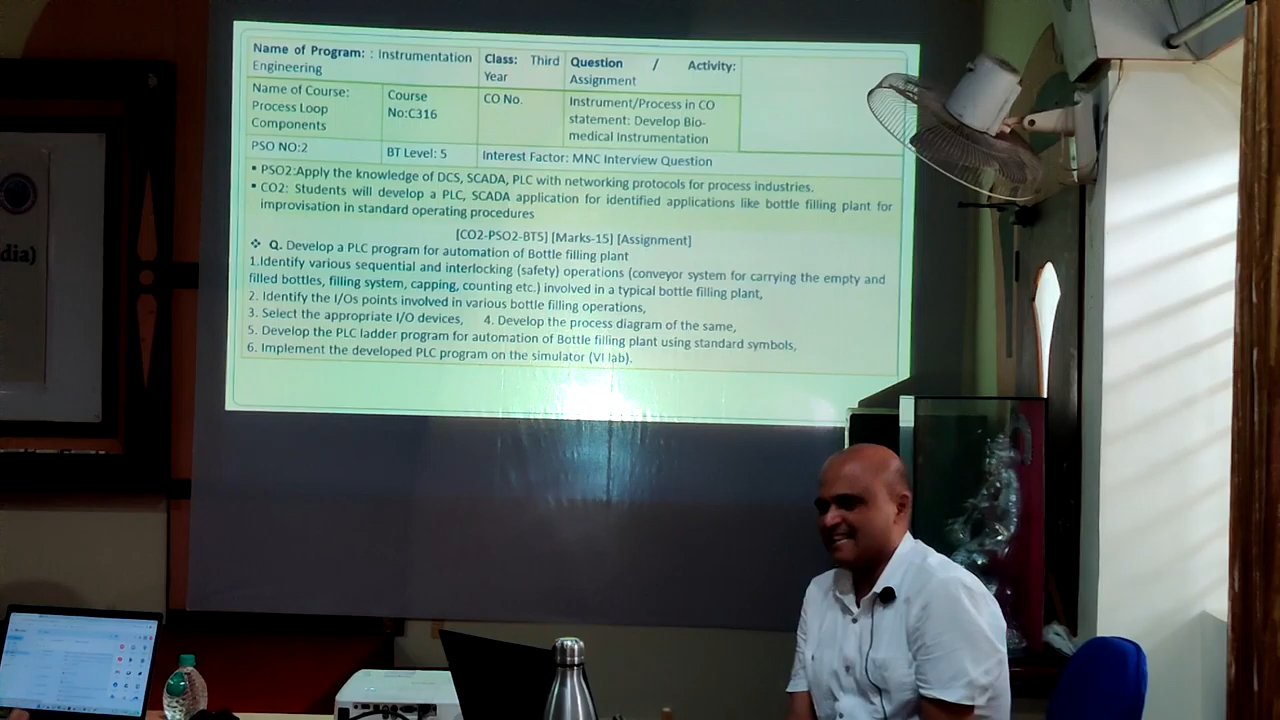 Name of Program: : Instrumentation Engineering
Class: Third Year
Question / Activity: Assignment
Name of Course: Process Loop Components
Course No:C316
CO No.
Instrument/Process in CO statement: Develop Bio-medical Instrumentation
PSO NO:2
BT Level: 5
Interest Factor: MNC Interview Question
▪ PSO2:Apply the knowledge of DCS, SCADA, PLC with networking protocols for process industries.
▪ CO2: Students will develop a PLC, SCADA application for identified applications like bottle filling plant for
improvisation in standard operating procedures
[CO2-PSO2-BT5] [Marks-15] [Assignment]
❖ Q. Develop a PLC program for automation of Bottle filling plant
1.Identify various sequential and interlocking (safety) operations (conveyor system for carrying the empty and
filled bottles, filling system, capping, counting etc.) involved in a typical bottle filling plant,
2. Identify the I/Os points involved in various bottle filling operations,
3. Select the appropriate I/O devices, 4. Develop the process diagram of the same,
5. Develop the PLC ladder program for automation of Bottle filling plant using standard symbols,
6. Implement the developed PLC program on the simulator (VI lab).
dia)